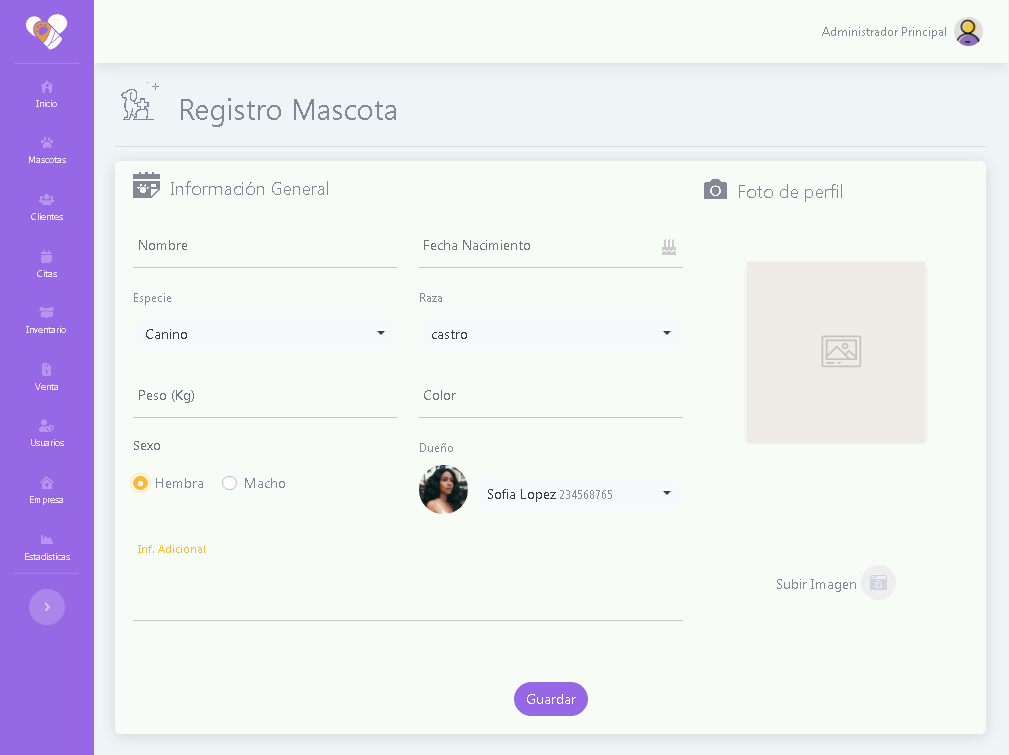 Administrador Principal
Inicio
Mascotas
Clientes
Citas
Inventario
Venta
Usuarios
Empresa
Estadisticas
Registro Mascota
Información General
Foto de perfil
Nombre
Fecha Nacimiento
Especie
Raza
Canino
castro
Peso (Kg)
Color
Sexo
Dueño
Hembra
Macho
Sofia Lopez 234568765
Inf. Adicional
Subir Imagen
Guardar